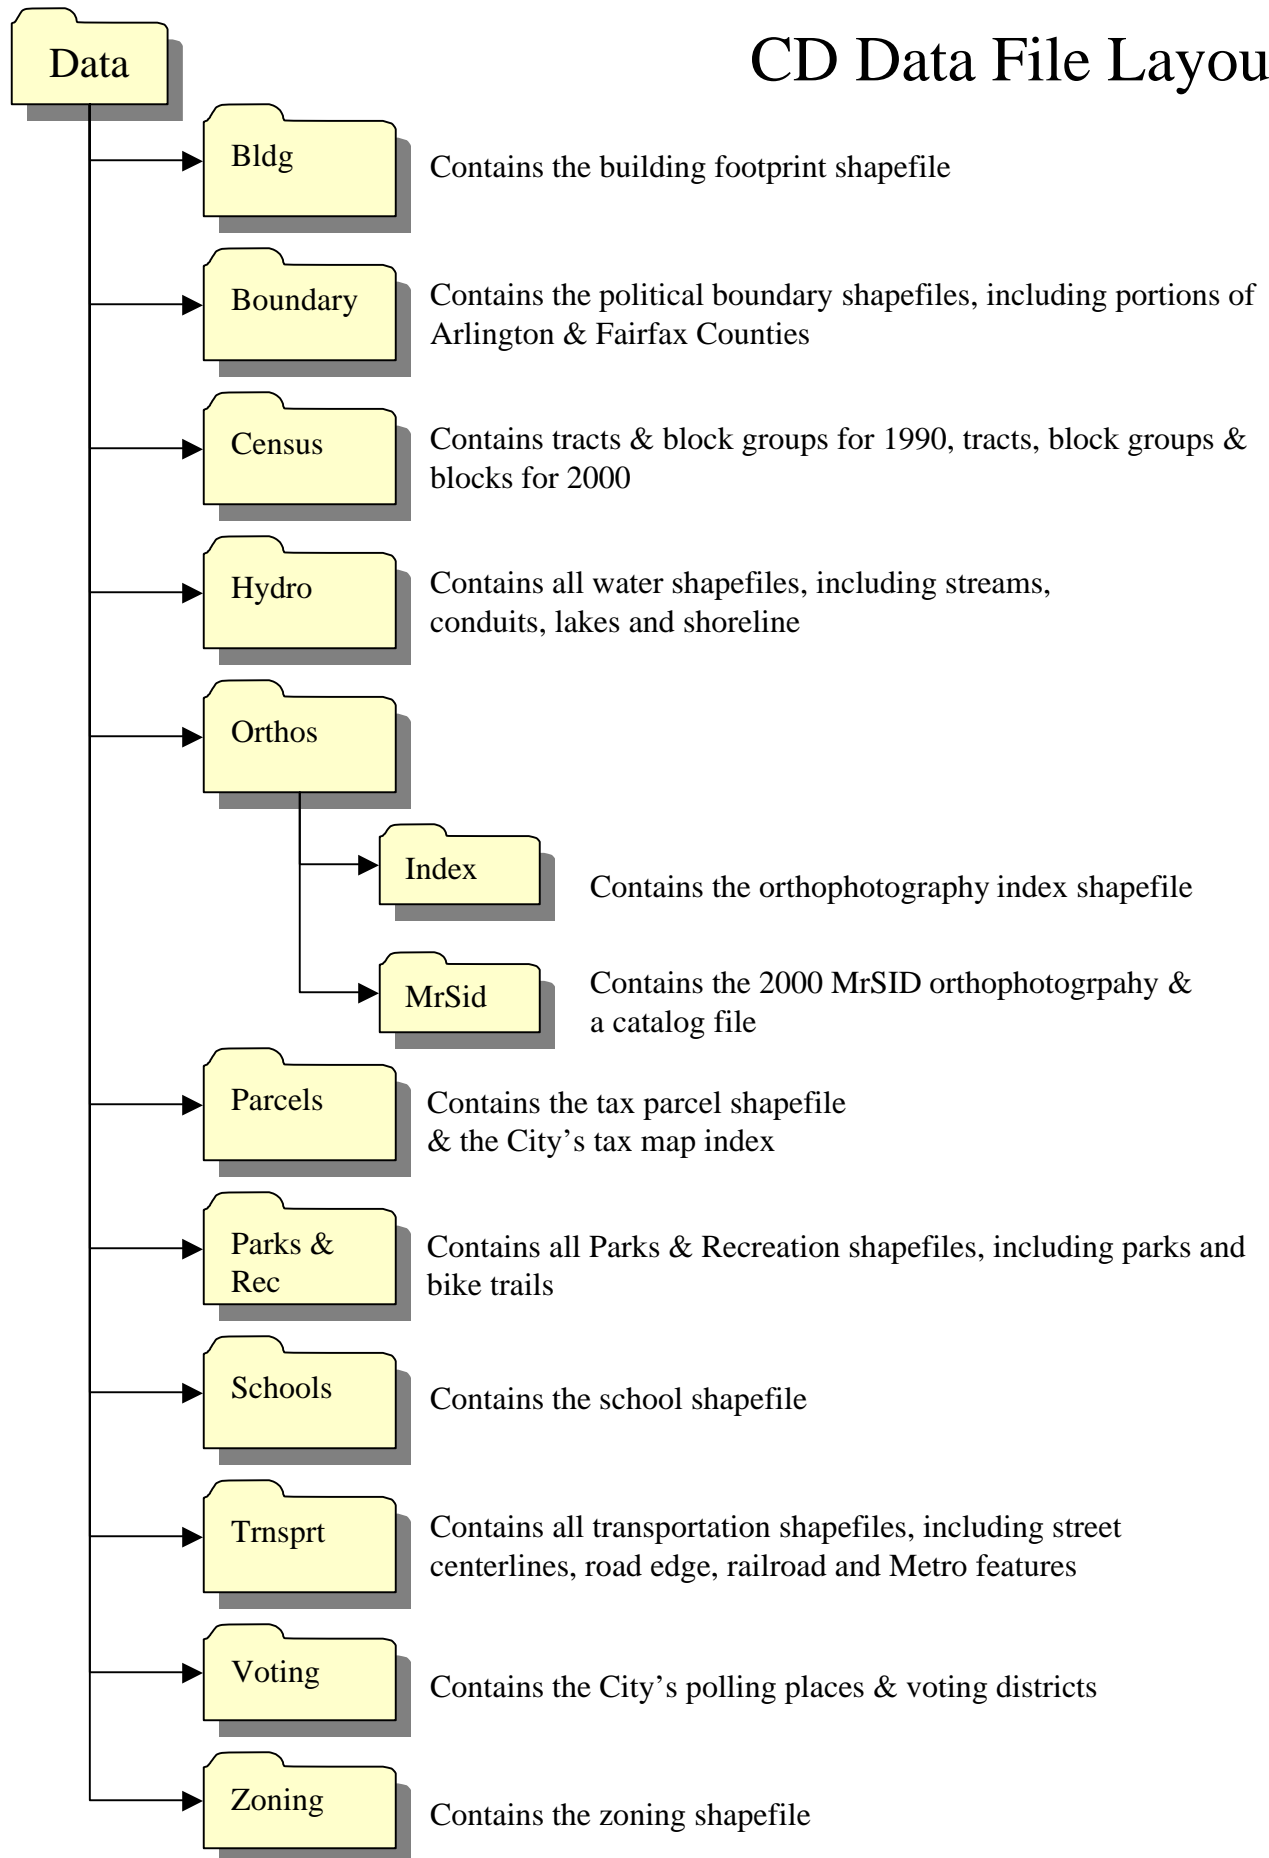 Data
CD Data File Layou
Bldg
Contains the building footprint shapefile
Boundary
Contains the political boundary shapefiles, including portions of
Arlington & Fairfax Counties
Census
Contains tracts & block groups for 1990, tracts, block groups &
blocks for 2000
Hydro
Contains all water shapefiles, including streams,
conduits, lakes and shoreline
Orthos
Index
Contains the orthophotography index shapefile
MrSid
Contains the 2000 MrSID orthophotogrpahy &
a catalog file
Parcels
Contains the tax parcel shapefile
& the City’s tax map index
Parks &
Rec
Contains all Parks & Recreation shapefiles, including parks and
bike trails
Schools
Contains the school shapefile
Trnsprt
Contains all transportation shapefiles, including street
centerlines, road edge, railroad and Metro features
Voting
Contains the City’s polling places & voting districts
Zoning
Contains the zoning shapefile